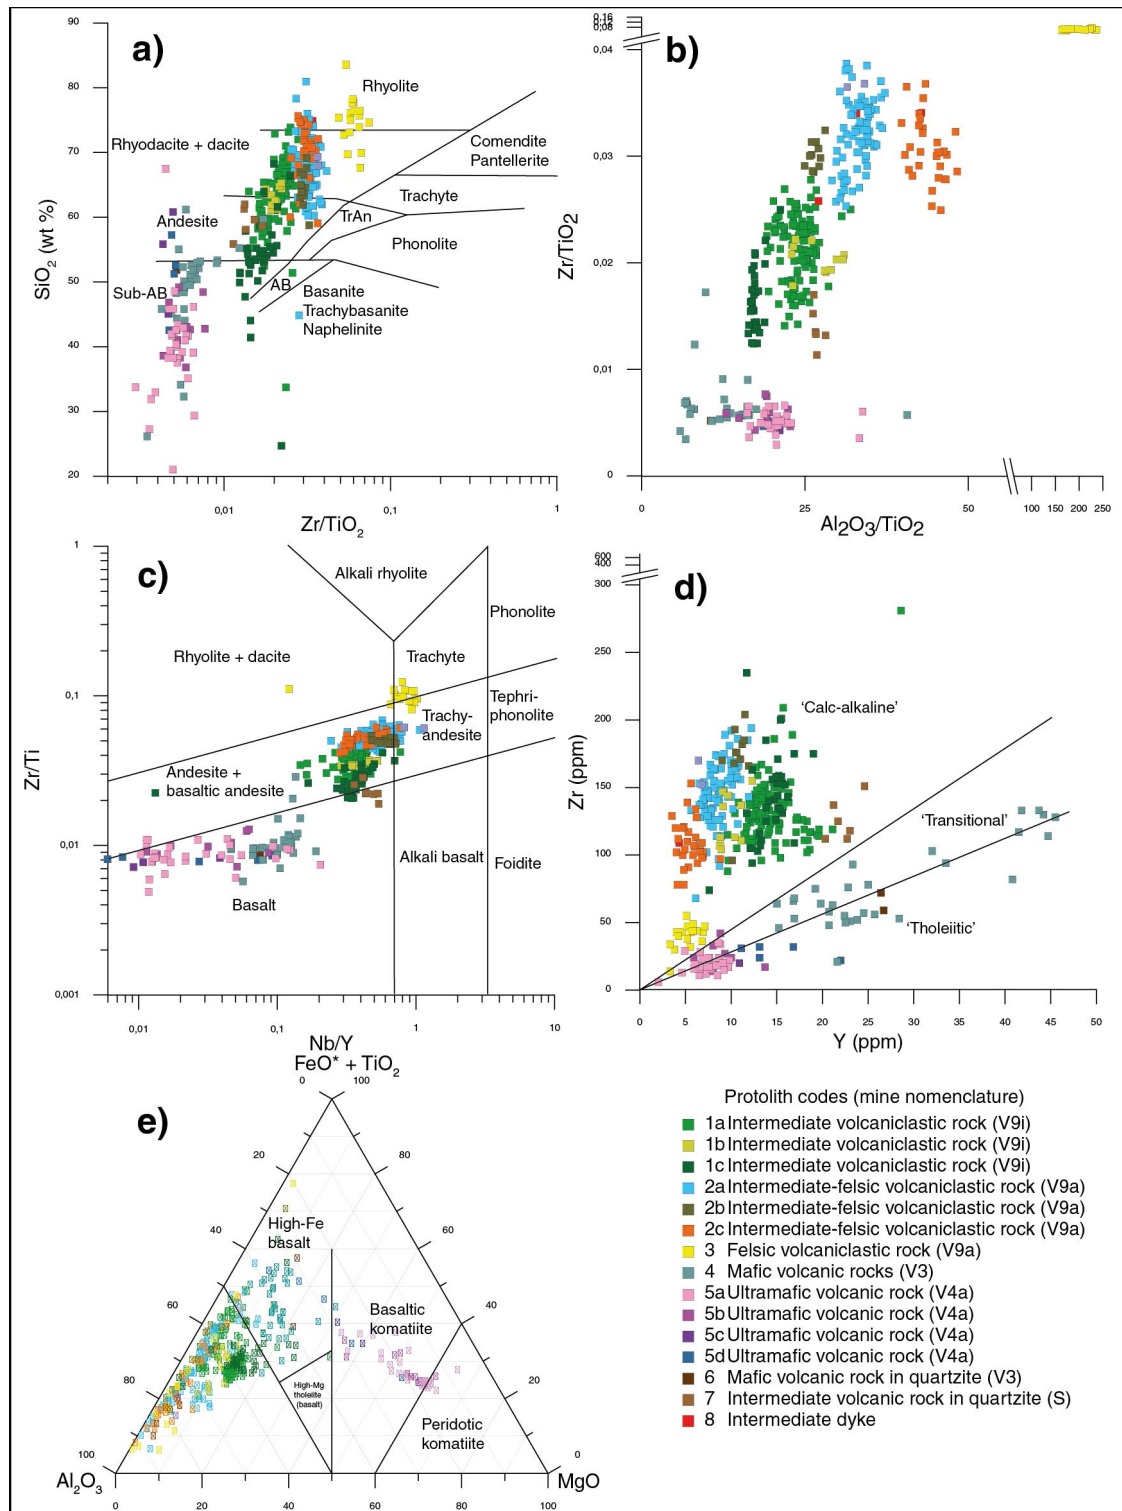 a)
90
80
70
60
50
40
30
20
SiO2 (wt %)
Rhyolite
Rhyodacite + dacite
Comendite
Pantellerite
Trachyte
TrAn
Andesite
Phonolite
Sub-AB
AB
Basanite
Trachybasanite
Naphelinite
0,01
0,1
1
Zr/TiO2
b)
0,16
0,12
0,08
0,04
0,03
0,02
0,01
0
Zr/TiO2
0
25
50
100
150
200
250
Al2O3/TiO2
c)
1
0,1
0,01
0,001
Zr/Ti
Alkali rhyolite
Phonolite
Rhyolite + dacite
Trachyte
Tephri-
phonolite
Trachy-
andesite
Andesite +
basaltic andesite
Alkali basalt
Foidite
Basalt
0,01
0,1
1
10
Nb/Y
d)
600
400
300
250
200
150
100
50
0
Zr (ppm)
‘Calc-alkaline’
‘Transitional’
‘Tholeiitic’
0
5
10
15
20
25
30
35
40
45
50
Y (ppm)
e)
FeO* + TiO2
0
100
20
80
40
60
60
40
80
20
100
0
High-Fe
basalt
Basaltic
komatiite
High-Mg
tholeiite
(basalt)
Peridotic
komatiite
Al2O3
MgO
0
20
40
60
80
100
Protolith codes (mine nomenclature)
1a Intermediate volcaniclastic rock (V9i)
1b Intermediate volcaniclastic rock (V9i)
1c Intermediate volcaniclastic rock (V9i)
2a Intermediate-felsic volcaniclastic rock (V9a)
2b Intermediate-felsic volcaniclastic rock (V9a)
2c Intermediate-felsic volcaniclastic rock (V9a)
3 Felsic volcaniclastic rock (V9a)
4 Mafic volcanic rocks (V3)
5a Ultramafic volcanic rock (V4a)
5b Ultramafic volcanic rock (V4a)
5c Ultramafic volcanic rock (V4a)
5d Ultramafic volcanic rock (V4a)
6 Mafic volcanic rock in quartzite (V3)
7 Intermediate volcanic rock in quartzite (S)
8 Intermediate dyke